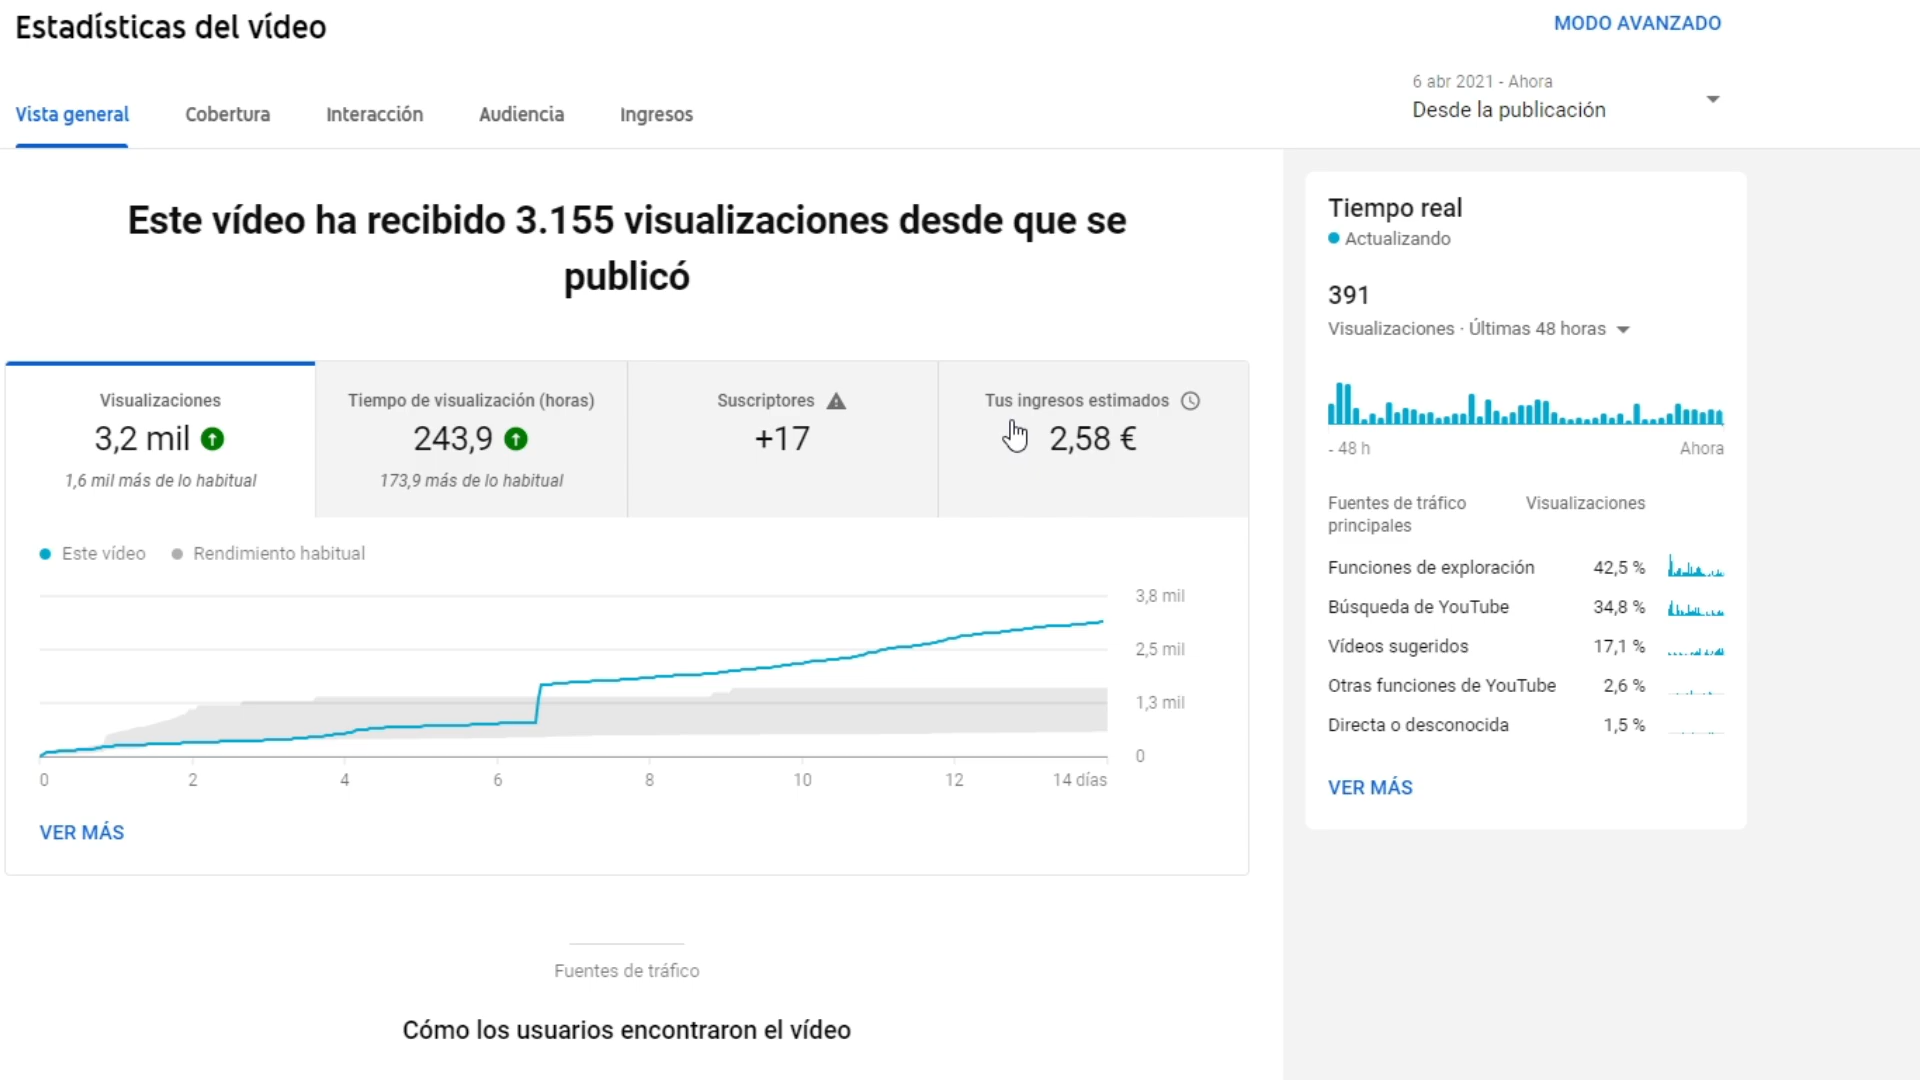 Estadísticas del vídeo
MODO AVANZADO
6 abr 2021 - Ahora
Desde la publicación
Vista general
Cobertura
Interacción
Audiencia
Ingresos
Este vídeo ha recibido 3.155 visualizaciones desde que se
publicó
Visualizaciones
3,2 mil
1,6 mil más de lo habitual
Tiempo de visualización (horas)
243,9
173,9 más de lo habitual
Suscriptores
+17
Tus ingresos estimados
2,58 €
Este vídeo
Rendimiento habitual
3,8 mil
2,5 mil
1,3 mil
0
0 2 4 6 8 10 12 14 días
VER MÁS
Fuentes de tráfico
Cómo los usuarios encontraron el vídeo
Tiempo real
Actualizando
391
Visualizaciones · Últimas 48 horas
- 48 h
Ahora
Fuentes de tráfico
principales
Visualizaciones
Funciones de exploración 42,5 %
Búsqueda de YouTube 34,8 %
Vídeos sugeridos 17,1 %
Otras funciones de YouTube 2,6 %
Directa o desconocida 1,5 %
VER MÁS